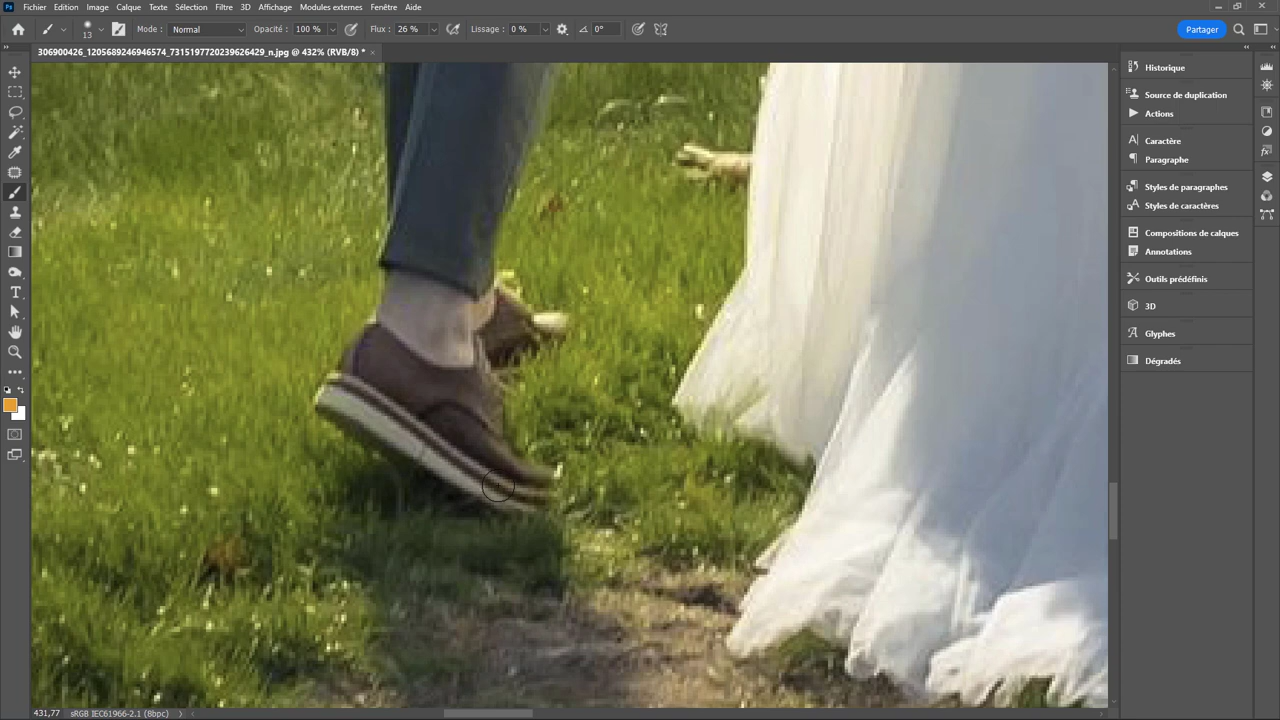 Ps Fichier Edition Image Calque Texte Sélection Filtre 3D Affichage Modules externes Fenêtre Aide
13 Mode : Normal Opacité : 100 % Flux : 26 % Lissage : 0 % 0° Partager
306900426_1205689246946574_7315197720239626429_n.jpg @ 432% (RVB/8) * ×
Historique
Source de duplication
Actions
Caractère
Paragraphe
Styles de paragraphes
Styles de caractères
Compositions de calques
Annotations
Outils prédéfinis
3D
Glyphes
Dégradés
431,77 sRGB IEC61966-2.1 (8bpc)